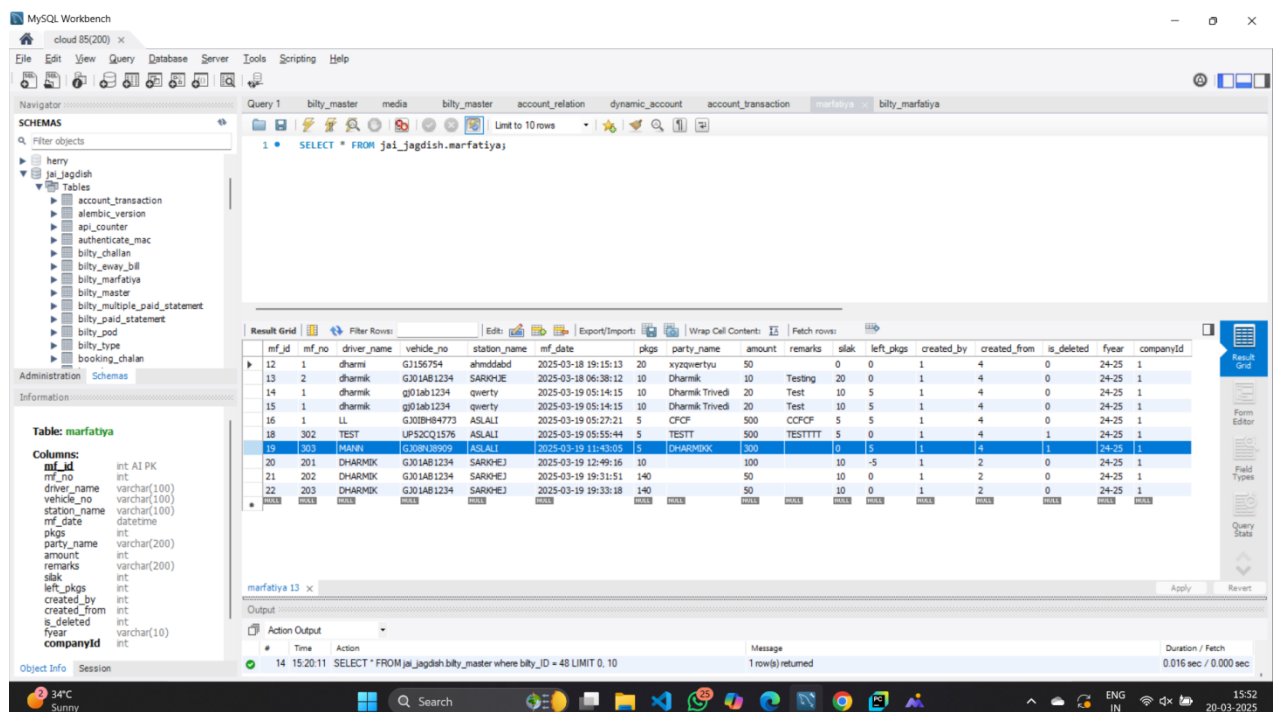 MySQL Workbench
cloud 85(200) ×
File Edit View Query Database Server Tools Scripting Help
Navigator
SCHEMAS
Filter objects
herry
jai_jagdish
Tables
account_transaction
alembic_version
api_counter
authenticate_mac
bilty_challan
bilty_eway_bill
bilty_marfatiya
bilty_master
bilty_multiple_paid_statement
bilty_paid_statement
bilty_pod
bilty_type
booking_chalan
Administration Schemas
Information
Table: marfatiya
Columns:
mf_id int AI PK
mf_no int
driver_name varchar(100)
vehicle_no varchar(100)
station_name varchar(100)
mf_date datetime
pkgs int
party_name varchar(200)
amount int
remarks varchar(200)
silak int
left_pkgs int
created_by int
created_from int
is_deleted int
fyear varchar(10)
companyId int
Object Info Session
Query 1 bilty_master media bilty_master account_relation dynamic_account account_transaction marfatiya × bilty_marfatiya
Limit to 10 rows
1 SELECT * FROM jai_jagdish.marfatiya;
Result Grid Filter Rows: Edit: Export/Import: Wrap Cell Content: Fetch rows:
mf_id mf_no driver_name vehicle_no station_name mf_date pkgs party_name amount remarks silak left_pkgs created_by created_from is_deleted fyear companyId
12 1 dharmi GJ156754 ahmddabd 2025-03-18 19:15:13 20 xyzqwertyu 50 0 0 1 4 0 24-25 1
13 2 dharmik GJ01AB1234 SARKHJE 2025-03-18 06:38:12 10 Dharmik 10 Testing 20 0 1 4 0 24-25 1
14 1 dharmik gj01ab1234 qwerty 2025-03-19 05:14:15 10 Dharmik Trivedi 20 Test 10 5 1 4 0 24-25 1
15 1 dharmik gj01ab1234 qwerty 2025-03-19 05:14:15 10 Dharmik Trivedi 20 Test 10 5 1 4 0 24-25 1
16 1 LL GJ0IBH84773 ASLALI 2025-03-19 05:27:21 5 CFCF 500 CCFCF 5 5 1 4 0 24-25 1
18 302 TEST UP52CQ1576 ASLALI 2025-03-19 05:55:44 5 TESTT 500 TESTTTT 5 0 1 4 1 24-25 1
19 303 MANN GJ08NJ8909 ASLALI 2025-03-19 11:43:05 5 DHARMIKK 300 0 5 1 4 1 24-25 1
20 201 DHARMIK GJ01AB1234 SARKHEJ 2025-03-19 12:49:16 10 100 10 -5 1 2 0 24-25 1
21 202 DHARMIK GJ01AB1234 SARKHEJ 2025-03-19 19:31:51 140 50 10 0 1 2 0 24-25 1
22 203 DHARMIK GJ01AB1234 SARKHEJ 2025-03-19 19:33:18 140 50 10 0 1 2 0 24-25 1
NULL NULL NULL NULL NULL NULL NULL NULL NULL NULL NULL NULL NULL NULL NULL NULL NULL
Result Grid
Form Editor
Field Types
Query Stats
marfatiya 13 × Apply Revert
Output
Action Output
# Time Action Message Duration / Fetch
14 15:20:11 SELECT * FROM jai_jagdish.bilty_master where bilty_ID = 48 LIMIT 0, 10 1 row(s) returned 0.016 sec / 0.000 sec
2 34°C Sunny Search 25 ENG IN 15:52 20-03-2025